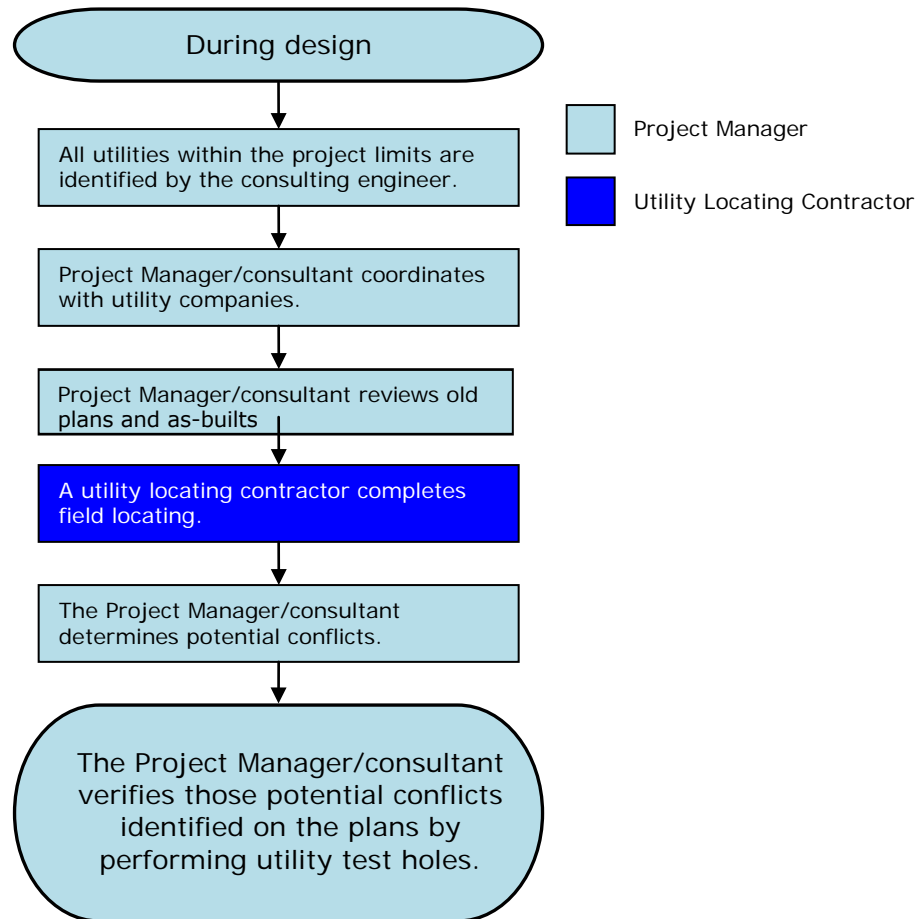 During design
All utilities within the project limits are
identified by the consulting engineer.
Project Manager/consultant coordinates
with utility companies.
Project Manager/consultant reviews old
plans and as-builts
A utility locating contractor completes
field locating.
The Project Manager/consultant
determines potential conflicts.
The Project Manager/consultant
verifies those potential conflicts
identified on the plans by
performing utility test holes.
Project Manager
Utility Locating Contractor